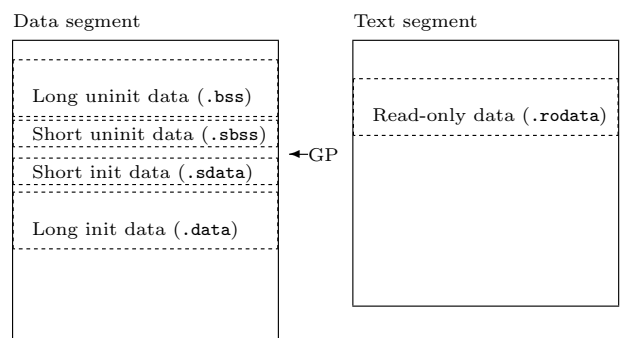 Data segment
Text segment
Long uninit data (.bss)
Read-only data (.rodata)
Short uninit data (.sbss)
GP
Short init data (.sdata)
Long init data (.data)